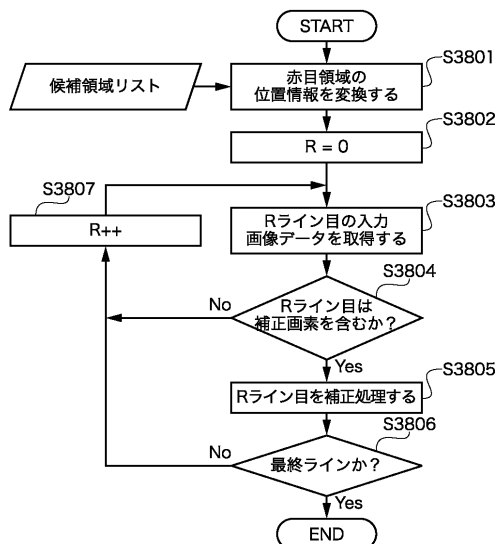 START
候補領域リスト
赤目領域の
位置情報を変換する
S3801
R = 0
S3802
S3807
R++
Rライン目の入力
画像データを取得する
S3803
S3804
Rライン目は
補正画素を含むか？
No
Yes
S3805
Rライン目を補正処理する
S3806
最終ラインか？
No
Yes
END